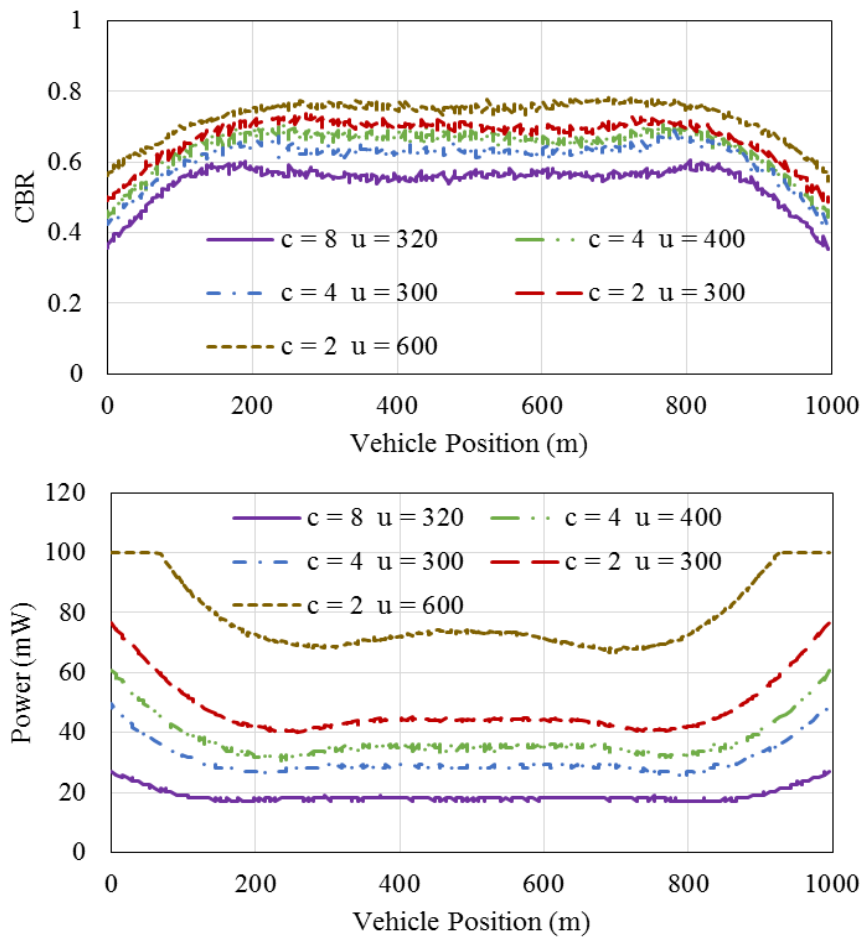 1
0.8
0.6
0.4
0.2
0
CBR
c = 8 u = 320
c = 4 u = 400
c = 4 u = 300
c = 2 u = 300
c = 2 u = 600
0 200 400 600 800 1000
Vehicle Position (m)
120
100
80
60
40
20
0
Power (mW)
c = 8 u = 320
c = 4 u = 400
c = 4 u = 300
c = 2 u = 300
c = 2 u = 600
0 200 400 600 800 1000
Vehicle Position (m)